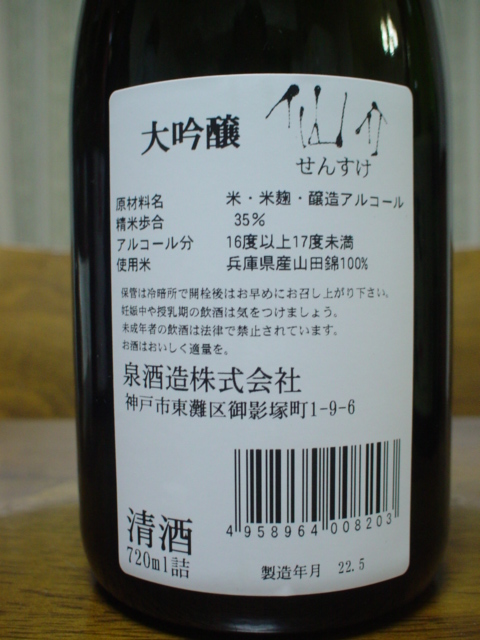 大吟醸 仙介
せんすけ
原材料名 米・米麹・醸造アルコール
精米歩合 35%
アルコール分 16度以上17度未満
使用米 兵庫県産山田錦100%
保管は冷暗所で開栓後はお早めにお召し上がり下さい。
妊娠中や授乳期の飲酒は気をつけましょう。
未成年者の飲酒は法律で禁止されています。
お酒はおいしく適量を。
泉酒造株式会社
神戸市東灘区御影塚町1-9-6
4 958964 008203
清酒
720ml詰
製造年月 22.5